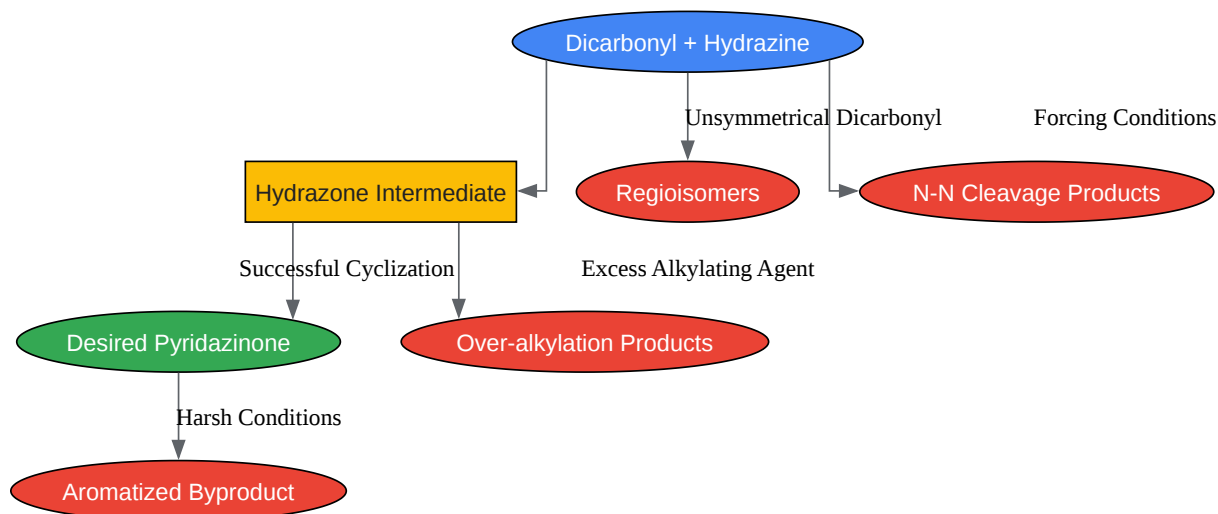 Dicarbonyl + Hydrazine
Unsymmetrical Dicarbonyl
Forcing Conditions
Hydrazone Intermediate
Regioisomers
N-N Cleavage Products
Successful Cyclization
Excess Alkylating Agent
Desired Pyridazinone
Over-alkylation Products
Harsh Conditions
Aromatized Byproduct